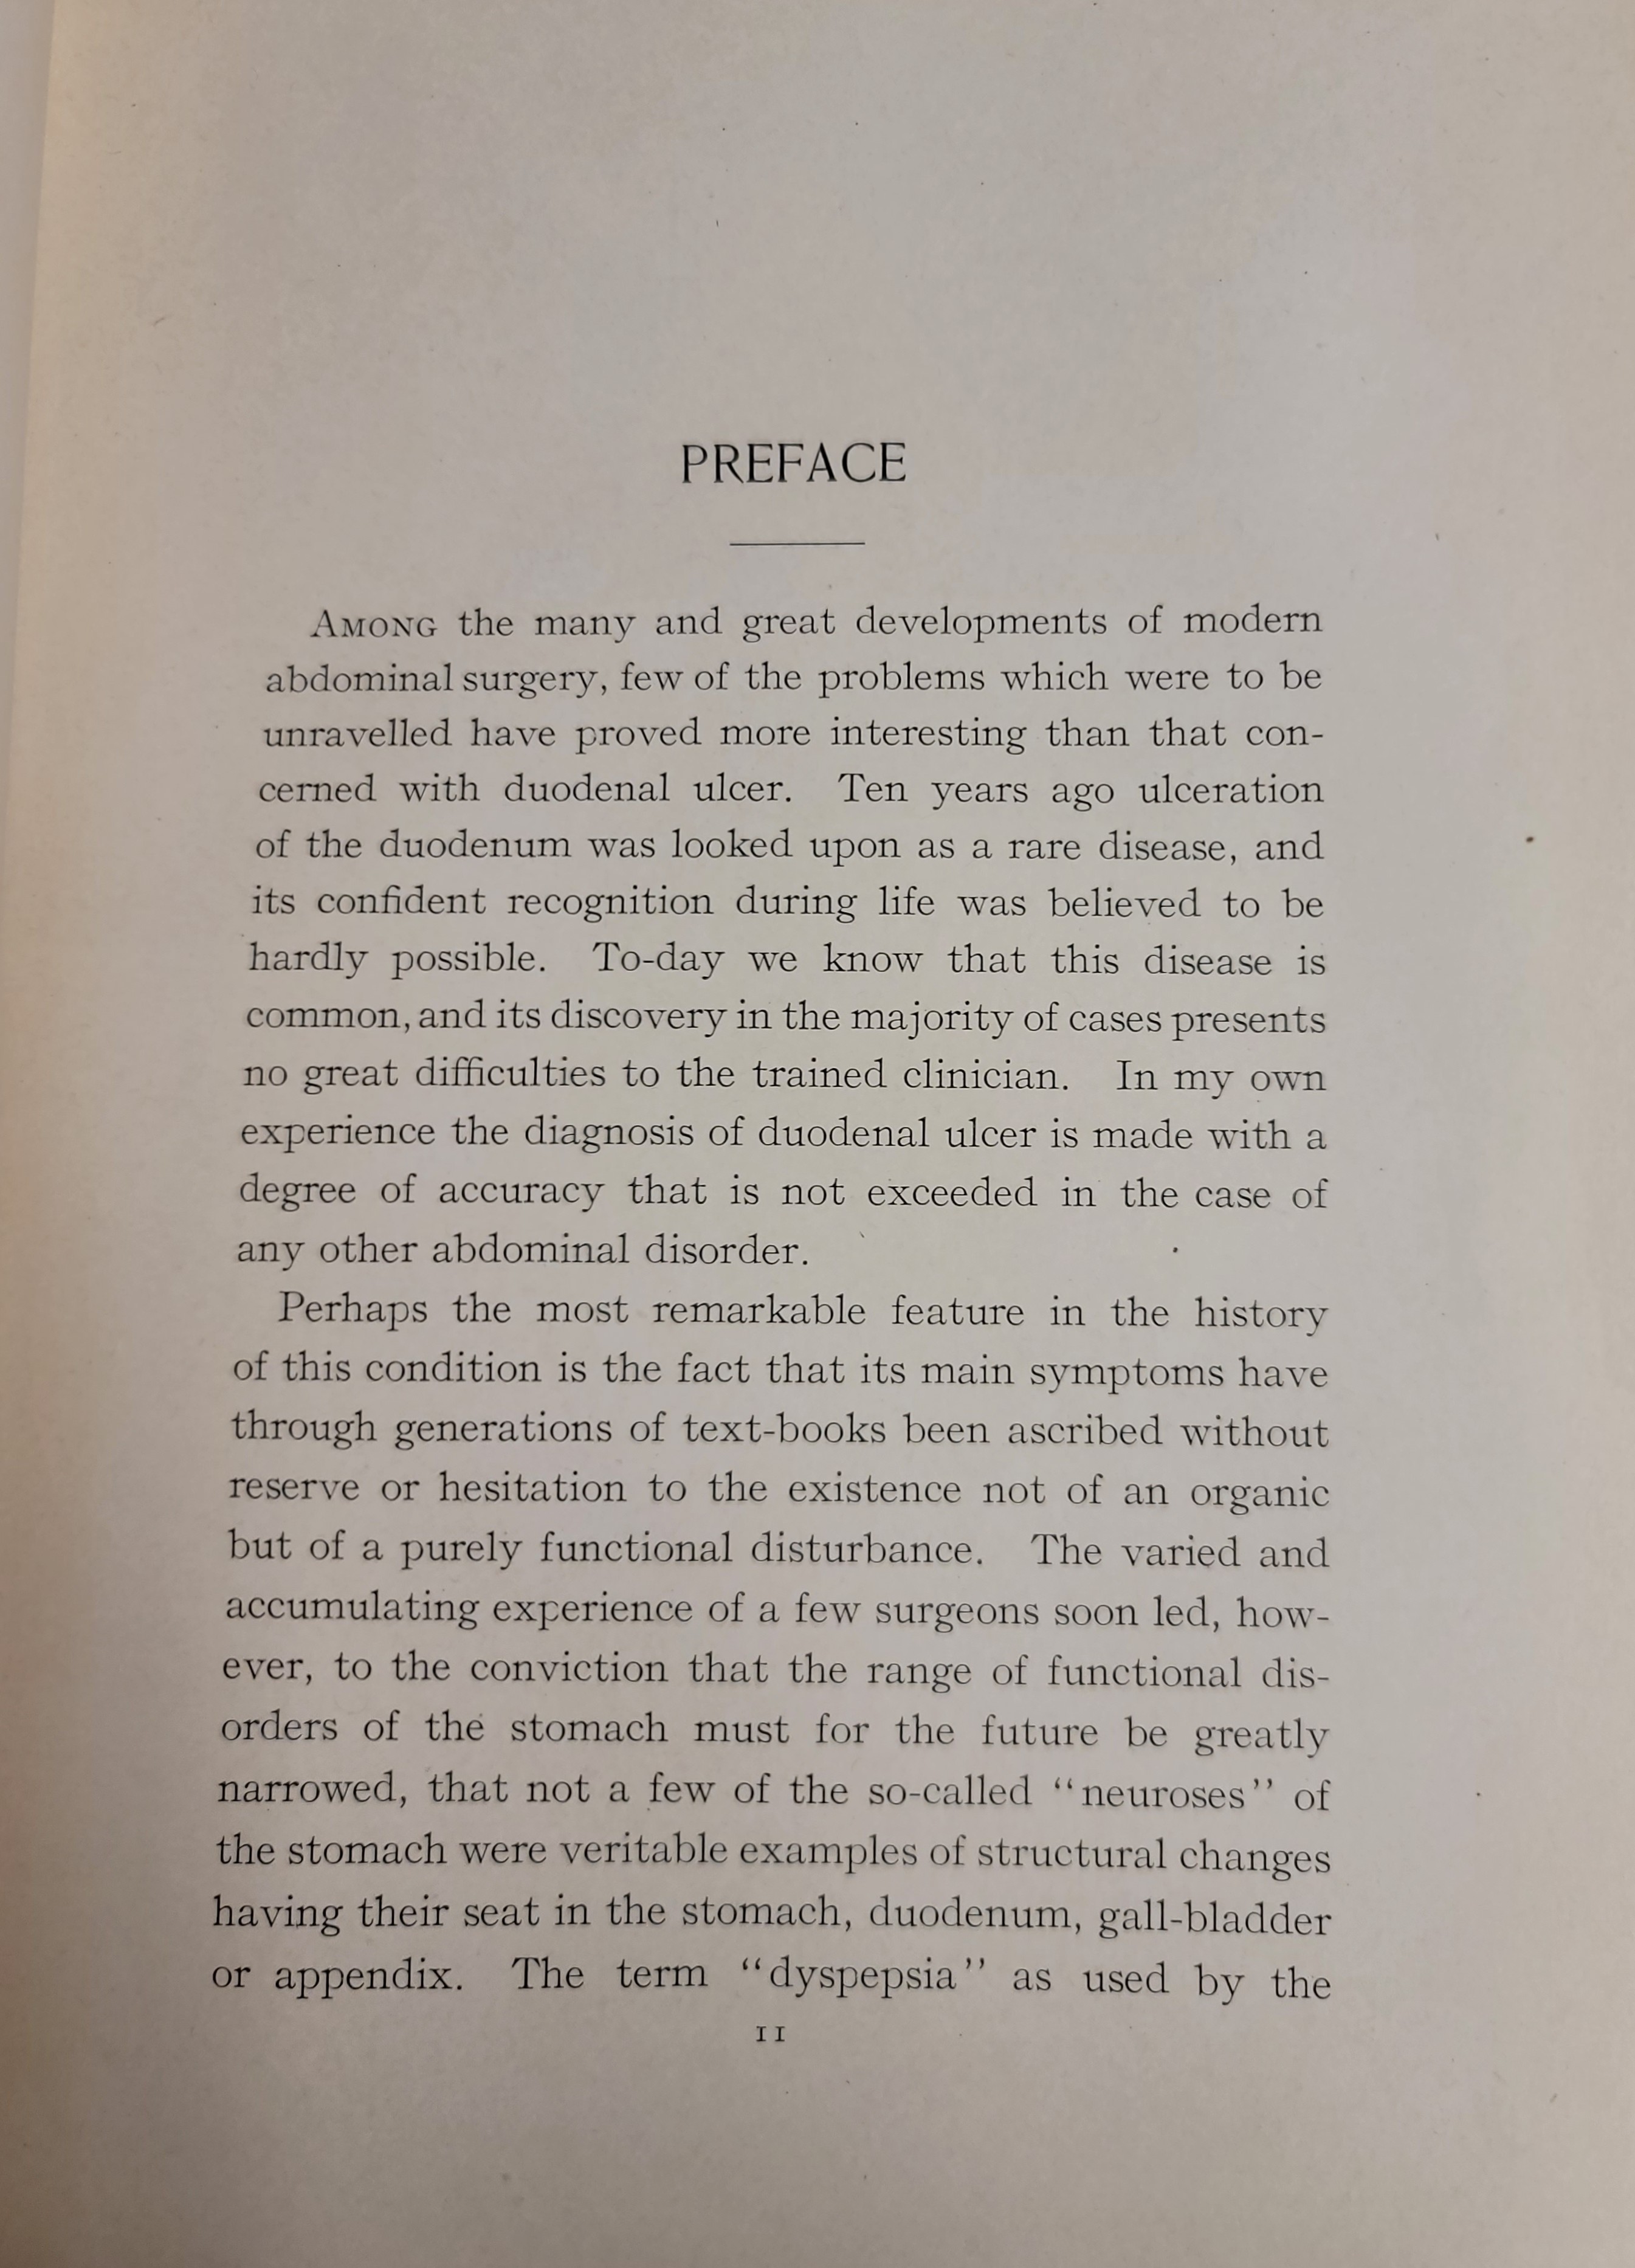 PREFACE
AMONG the many and great developments of modern
abdominal surgery, few of the problems which were to be
unravelled have proved more interesting than that con-
cerned with duodenal ulcer. Ten years ago ulceration
of the duodenum was looked upon as a rare disease, and
its confident recognition during life was believed to be
hardly possible. To-day we know that this disease is
common, and its discovery in the majority of cases presents
no great difficulties to the trained clinician. In my own
experience the diagnosis of duodenal ulcer is made with a
degree of accuracy that is not exceeded in the case of
any other abdominal disorder.
Perhaps the most remarkable feature in the history
of this condition is the fact that its main symptoms have
through generations of text-books been ascribed without
reserve or hesitation to the existence not of an organic
but of a purely functional disturbance. The varied and
accumulating experience of a few surgeons soon led, how-
ever, to the conviction that the range of functional dis-
orders of the stomach must for the future be greatly
narrowed, that not a few of the so-called “neuroses” of
the stomach were veritable examples of structural changes
having their seat in the stomach, duodenum, gall-bladder
or appendix. The term “dyspepsia” as used by the
11